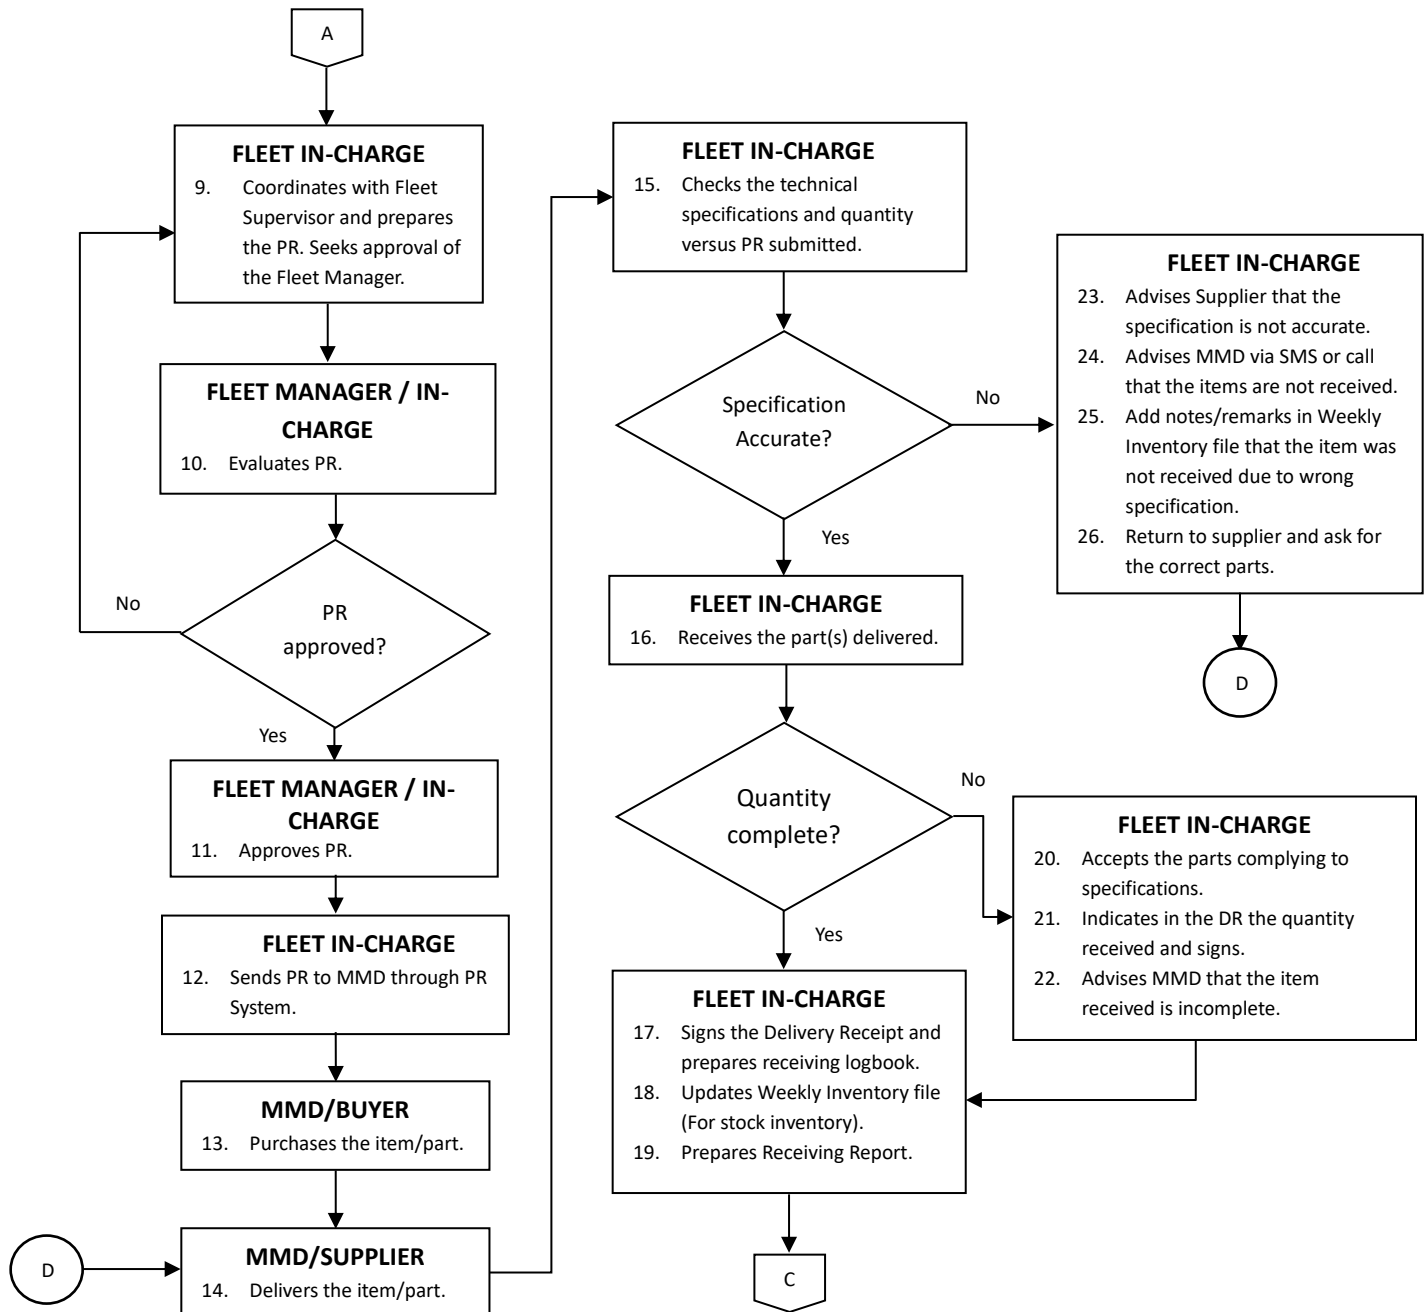 A
FLEET IN-CHARGE
9. Coordinates with Fleet
Supervisor and prepares
the PR. Seeks approval of
the Fleet Manager.
FLEET MANAGER / IN-
CHARGE
10. Evaluates PR.
No
PR
approved?
Yes
FLEET MANAGER / IN-
CHARGE
11. Approves PR.
FLEET IN-CHARGE
12. Sends PR to MMD through PR
System.
MMD/BUYER
13. Purchases the item/part.
D
MMD/SUPPLIER
14. Delivers the item/part.
FLEET IN-CHARGE
15. Checks the technical
specifications and quantity
versus PR submitted.
Specification
Accurate?
No
Yes
FLEET IN-CHARGE
16. Receives the part(s) delivered.
Quantity
complete?
No
Yes
FLEET IN-CHARGE
17. Signs the Delivery Receipt and
prepares receiving logbook.
18. Updates Weekly Inventory file
(For stock inventory).
19. Prepares Receiving Report.
C
FLEET IN-CHARGE
23. Advises Supplier that the
specification is not accurate.
24. Advises MMD via SMS or call
that the items are not received.
25. Add notes/remarks in Weekly
Inventory file that the item was
not received due to wrong
specification.
26. Return to supplier and ask for
the correct parts.
D
FLEET IN-CHARGE
20. Accepts the parts complying to
specifications.
21. Indicates in the DR the quantity
received and signs.
22. Advises MMD that the item
received is incomplete.